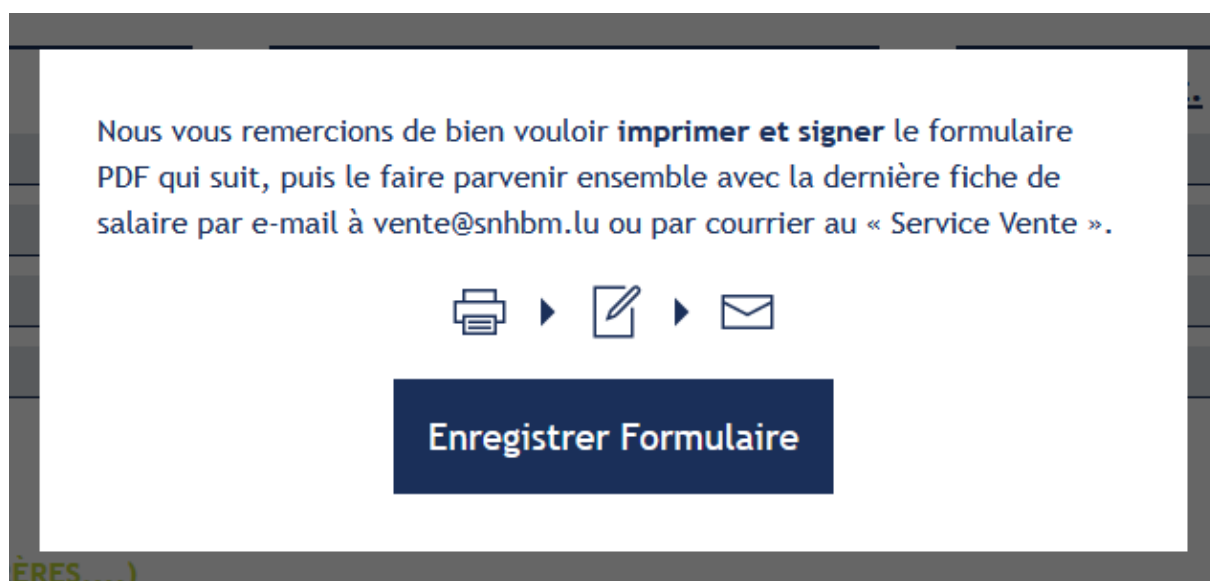 Nous vous remercions de bien vouloir imprimer et signer le formulaire
PDF qui suit, puis le faire parvenir ensemble avec la dernière fiche de
salaire par e-mail à vente@snhbm.lu ou par courrier au « Service Vente ».
Enregistrer Formulaire
ÈRES....)